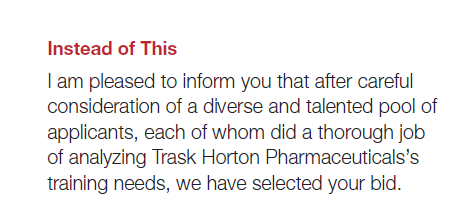 Instead of This
I am pleased to inform you that after careful
consideration of a diverse and talented pool of
applicants, each of whom did a thorough job
of analyzing Trask Horton Pharmaceuticals's
training needs, we have selected your bid.